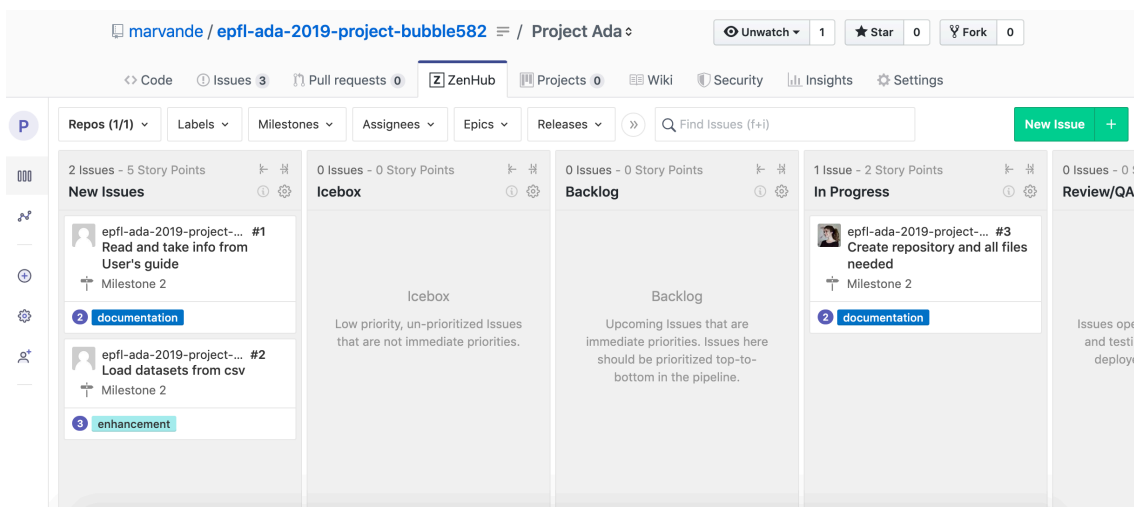 marvande / epfl-ada-2019-project-bubble582 / Project Ada
Unwatch 1 Star 0 Fork 0
Code Issues 3 Pull requests 0 ZenHub Projects 0 Wiki Security Insights Settings
P
Repos (1/1) Labels Milestones Assignees Epics Releases » Find Issues (f+i) New Issue +
2 Issues - 5 Story Points
New Issues
epfl-ada-2019-project-... #1
Read and take info from
User's guide
Milestone 2
2 documentation
epfl-ada-2019-project-... #2
Load datasets from csv
Milestone 2
3 enhancement
0 Issues - 0 Story Points
Icebox
Icebox
Low priority, un-prioritized Issues
that are not immediate priorities.
0 Issues - 0 Story Points
Backlog
Backlog
Upcoming Issues that are
immediate priorities. Issues here
should be prioritized top-to-
bottom in the pipeline.
1 Issue - 2 Story Points
In Progress
epfl-ada-2019-project-... #3
Create repository and all files
needed
Milestone 2
2 documentation
0 Issues - 0
Review/QA
Issues ope
and testi
deploye